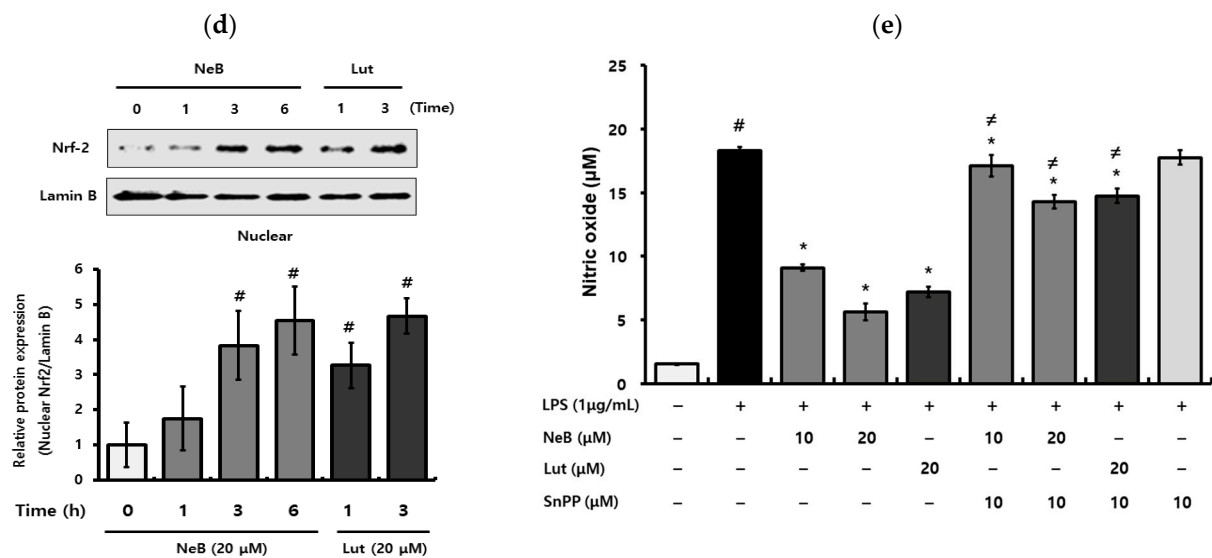 (d)
NeB Lut
0 1 3 6 1 3 (Time)
Nrf-2
Lamin B
Nuclear
Relative protein expression
(Nuclear Nrf2/Lamin B)
6
5
4
3
2
1
0
# # # #
Time (h) 0 1 3 6 1 3
NeB (20 μM) Lut (20 μM)
(e)
Nitric oxide (μM)
25
20
15
10
5
0
# * * * ≠ * ≠ * ≠ *
LPS (1μg/mL) – + + + + + + + +
NeB (μM) – – 10 20 – 10 20 – –
Lut (μM) – – – – 20 – – 20 –
SnPP (μM) – – – – – 10 10 10 10